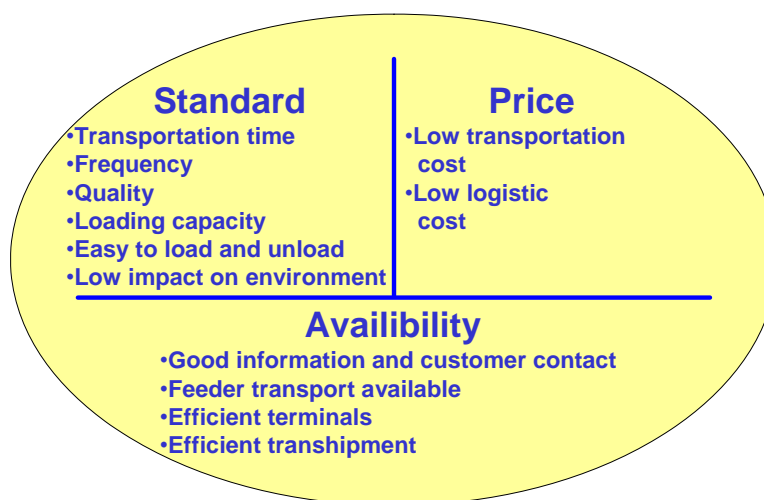 Standard
•Transportation time
•Frequency
•Quality
•Loading capacity
•Easy to load and unload
•Low impact on environment
Price
•Low transportation
cost
•Low logistic
cost
Availibility
•Good information and customer contact
•Feeder transport available
•Efficient terminals
•Efficient transhipment